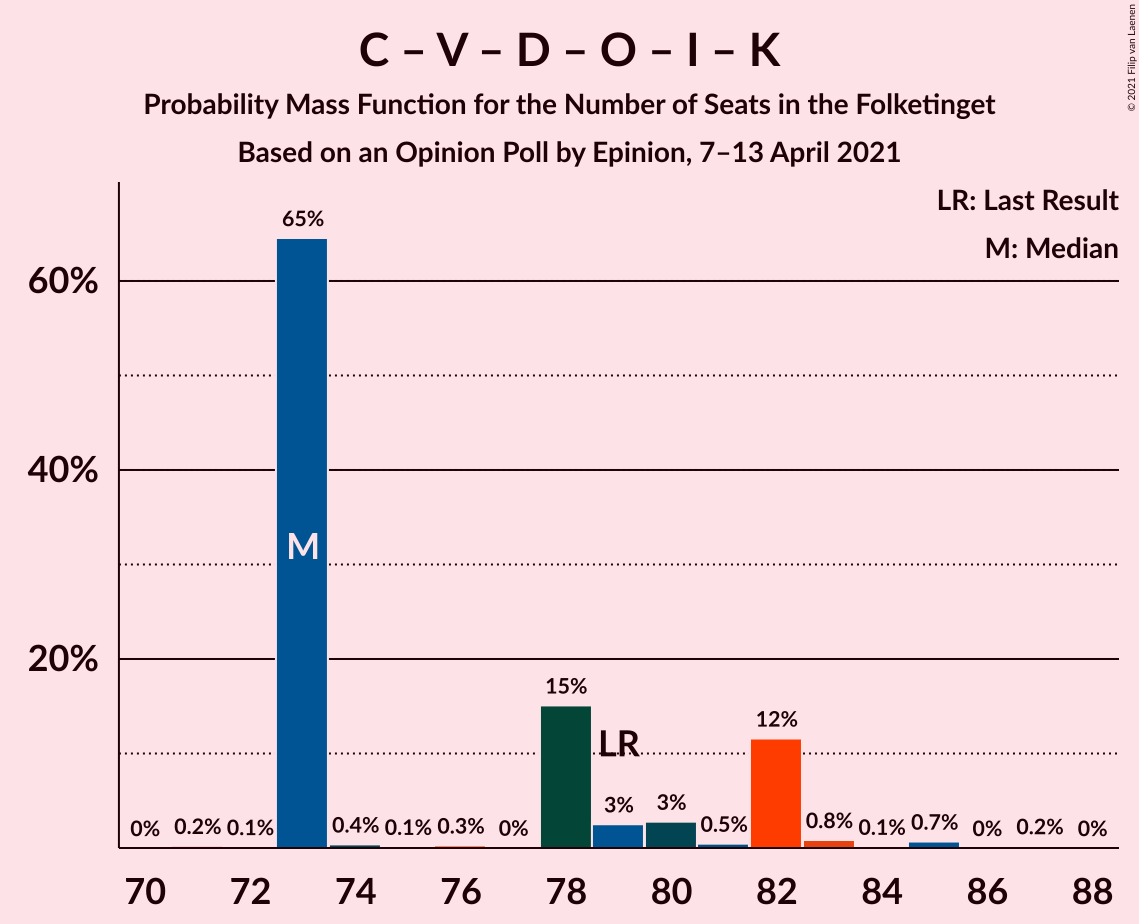 C – V – D – O – I – K
Probability Mass Function for the Number of Seats in the Folketinget
Based on an Opinion Poll by Epinion, 7–13 April 2021
© 2021 Filip van Laenen
LR: Last Result
M: Median
60%
40%
20%
65%
M
15%
LR
12%
0% 0.2% 0.1% 0.4% 0.1% 0.3% 0% 3% 3% 0.5% 0.8% 0.1% 0.7% 0% 0.2% 0%
70 72 74 76 78 80 82 84 86 88